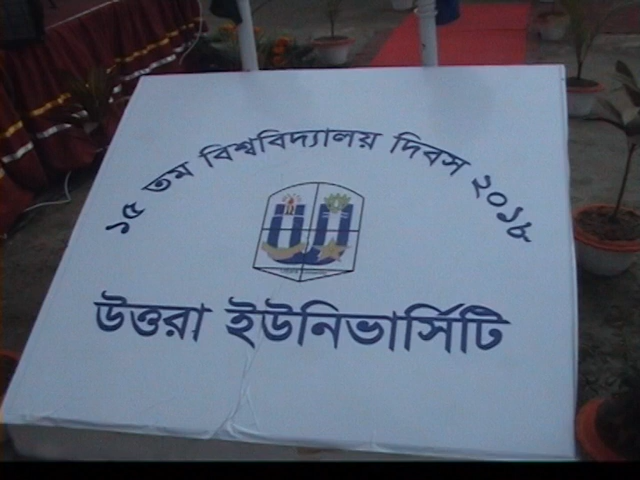 ১৫ তম বিশ্ববিদ্যালয় দিবস ২০১৮
উত্তরা ইউনিভার্সিটি